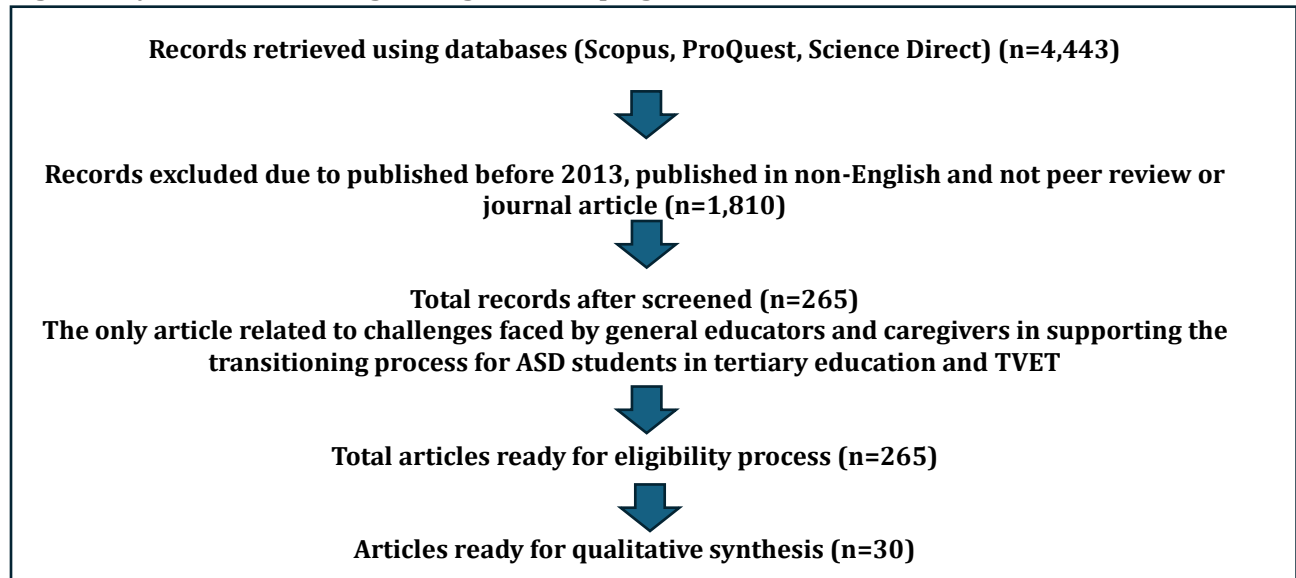 Records retrieved using databases (Scopus, ProQuest, Science Direct) (n=4,443)
Records excluded due to published before 2013, published in non-English and not peer review or
journal article (n=1,810)
Total records after screened (n=265)
The only article related to challenges faced by general educators and caregivers in supporting the
transitioning process for ASD students in tertiary education and TVET
Total articles ready for eligibility process (n=265)
Articles ready for qualitative synthesis (n=30)